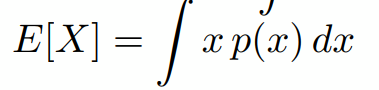 E[X] = ∫ x p(x) dx